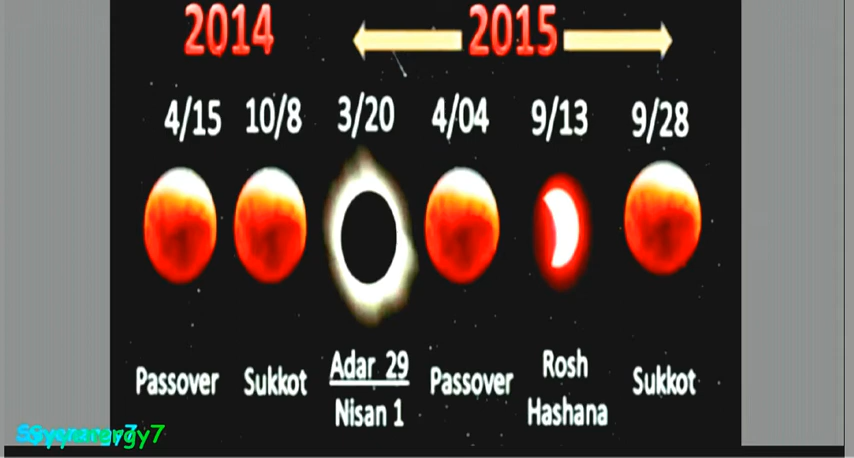 2014 2015
4/15 10/8 3/20 4/04 9/13 9/28
Passover Sukkot Adar 29 Passover Rosh Sukkot
Nisan 1 Hashana